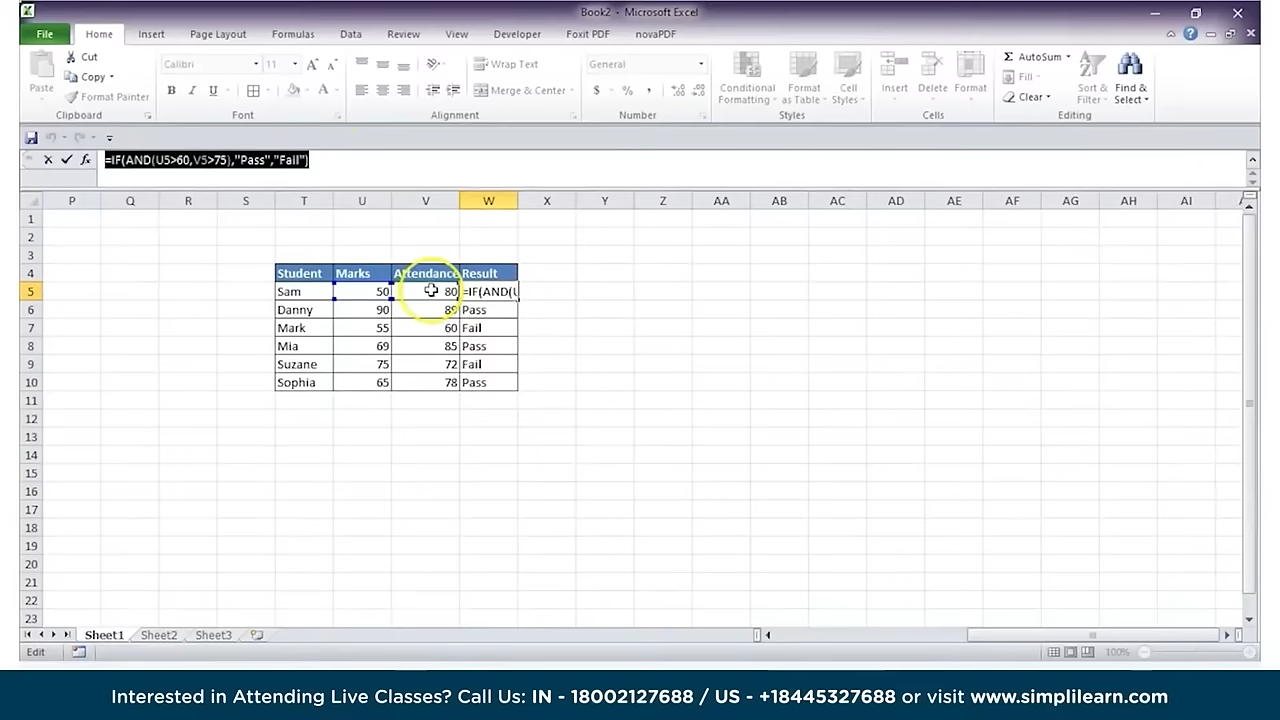 Book2 - Microsoft Excel
File Home Insert Page Layout Formulas Data Review View Developer Foxit PDF novaPDF
Paste
Cut
Copy
Format Painter
Clipboard
Calibri 11
B I U
Font
Wrap Text
Merge & Center
Alignment
General
$ % ,
Number
Conditional Formatting
Format as Table
Cell Styles
Styles
Insert Delete Format
Cells
Σ AutoSum
Fill
Clear
Sort & Filter
Find & Select
Editing
fx =IF(AND(U5>60,V5>75),"Pass","Fail")
P Q R S T U V W X Y Z AA AB AC AD AE AF AG AH AI
1
2
3
4 Student Marks Attendance Result
5 Sam 50 80 =IF(AND(U
6 Danny 90 89 Pass
7 Mark 55 60 Fail
8 Mia 69 85 Pass
9 Suzane 75 72 Fail
10 Sophia 65 78 Pass
11
12
13
14
15
16
17
18
19
20
21
22
23
Sheet1 Sheet2 Sheet3
Edit 100%
Interested in Attending Live Classes? Call Us: IN - 18002127688 / US - +18445327688 or visit www.simplilearn.com